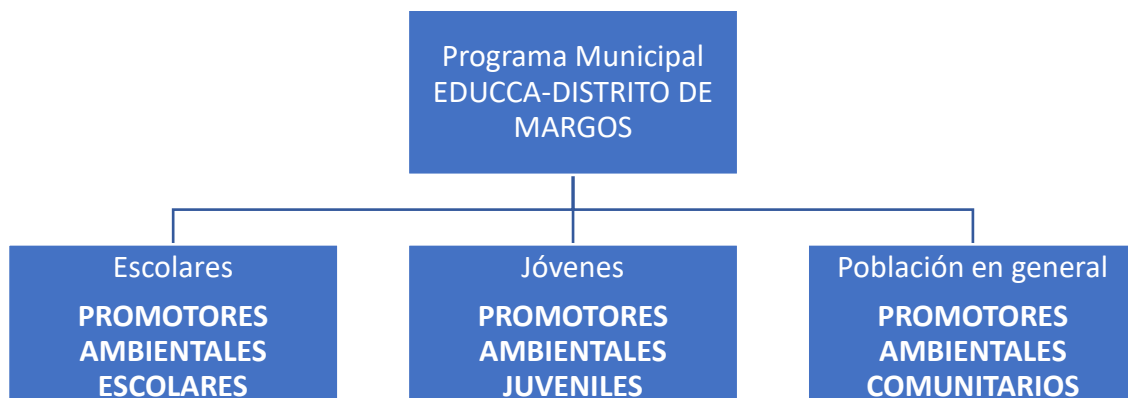 Programa Municipal
EDUCCA-DISTRITO DE
MARGOS
Escolares
PROMOTORES
AMBIENTALES
ESCOLARES
Jóvenes
PROMOTORES
AMBIENTALES
JUVENILES
Población en general
PROMOTORES
AMBIENTALES
COMUNITARIOS